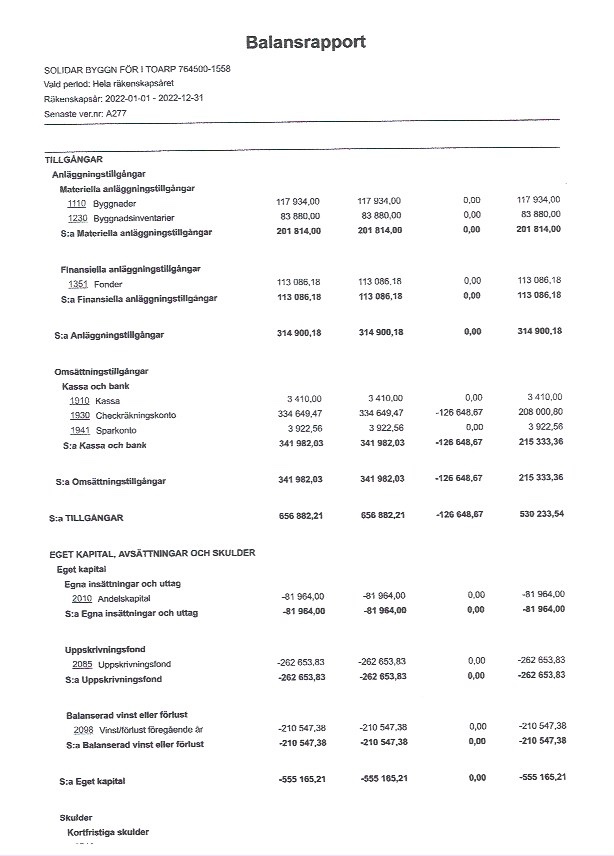 Balansrapport
SOLIDAR BYGGN FÖR I TOARP 764500-1558
Vald period: Hela räkenskapsåret
Räkenskapsår: 2022-01-01 - 2022-12-31
Senaste ver.nr: A277
TILLGÅNGAR
Anläggningstillgångar
Materiella anläggningstillgångar
1110 Byggnader 117 934,00 117 934,00 0,00 117 934,00
1230 Byggnadsinventarier 83 880,00 83 880,00 0,00 83 880,00
S:a Materiella anläggningstillgångar 201 814,00 201 814,00 0,00 201 814,00
Finansiella anläggningstillgångar
1351 Fonder 113 086,18 113 086,18 0,00 113 086,18
S:a Finansiella anläggningstillgångar 113 086,18 113 086,18 0,00 113 086,18
S:a Anläggningstillgångar 314 900,18 314 900,18 0,00 314 900,18
Omsättningstillgångar
Kassa och bank
1910 Kassa 3 410,00 3 410,00 0,00 3 410,00
1930 Checkräkningskonto 334 649,47 334 649,47 -126 648,67 208 000,80
1941 Sparkonto 3 922,56 3 922,56 0,00 3 922,56
S:a Kassa och bank 341 982,03 341 982,03 -126 648,67 215 333,36
S:a Omsättningstillgångar 341 982,03 341 982,03 -126 648,67 215 333,36
S:a TILLGÅNGAR 656 882,21 656 882,21 -126 648,67 530 233,54
EGET KAPITAL, AVSÄTTNINGAR OCH SKULDER
Eget kapital
Egna insättningar och uttag
2010 Andelskapital -81 964,00 -81 964,00 0,00 -81 964,00
S:a Egna insättningar och uttag -81 964,00 -81 964,00 0,00 -81 964,00
Uppskrivningsfond
2085 Uppskrivningsfond -262 653,83 -262 653,83 0,00 -262 653,83
S:a Uppskrivningsfond -262 653,83 -262 653,83 0,00 -262 653,83
Balanserad vinst eller förlust
2098 Vinst/förlust föregående år -210 547,38 -210 547,38 0,00 -210 547,38
S:a Balanserad vinst eller förlust -210 547,38 -210 547,38 0,00 -210 547,38
S:a Eget kapital -555 165,21 -555 165,21 0,00 -555 165,21
Skulder
Kortfristiga skulder